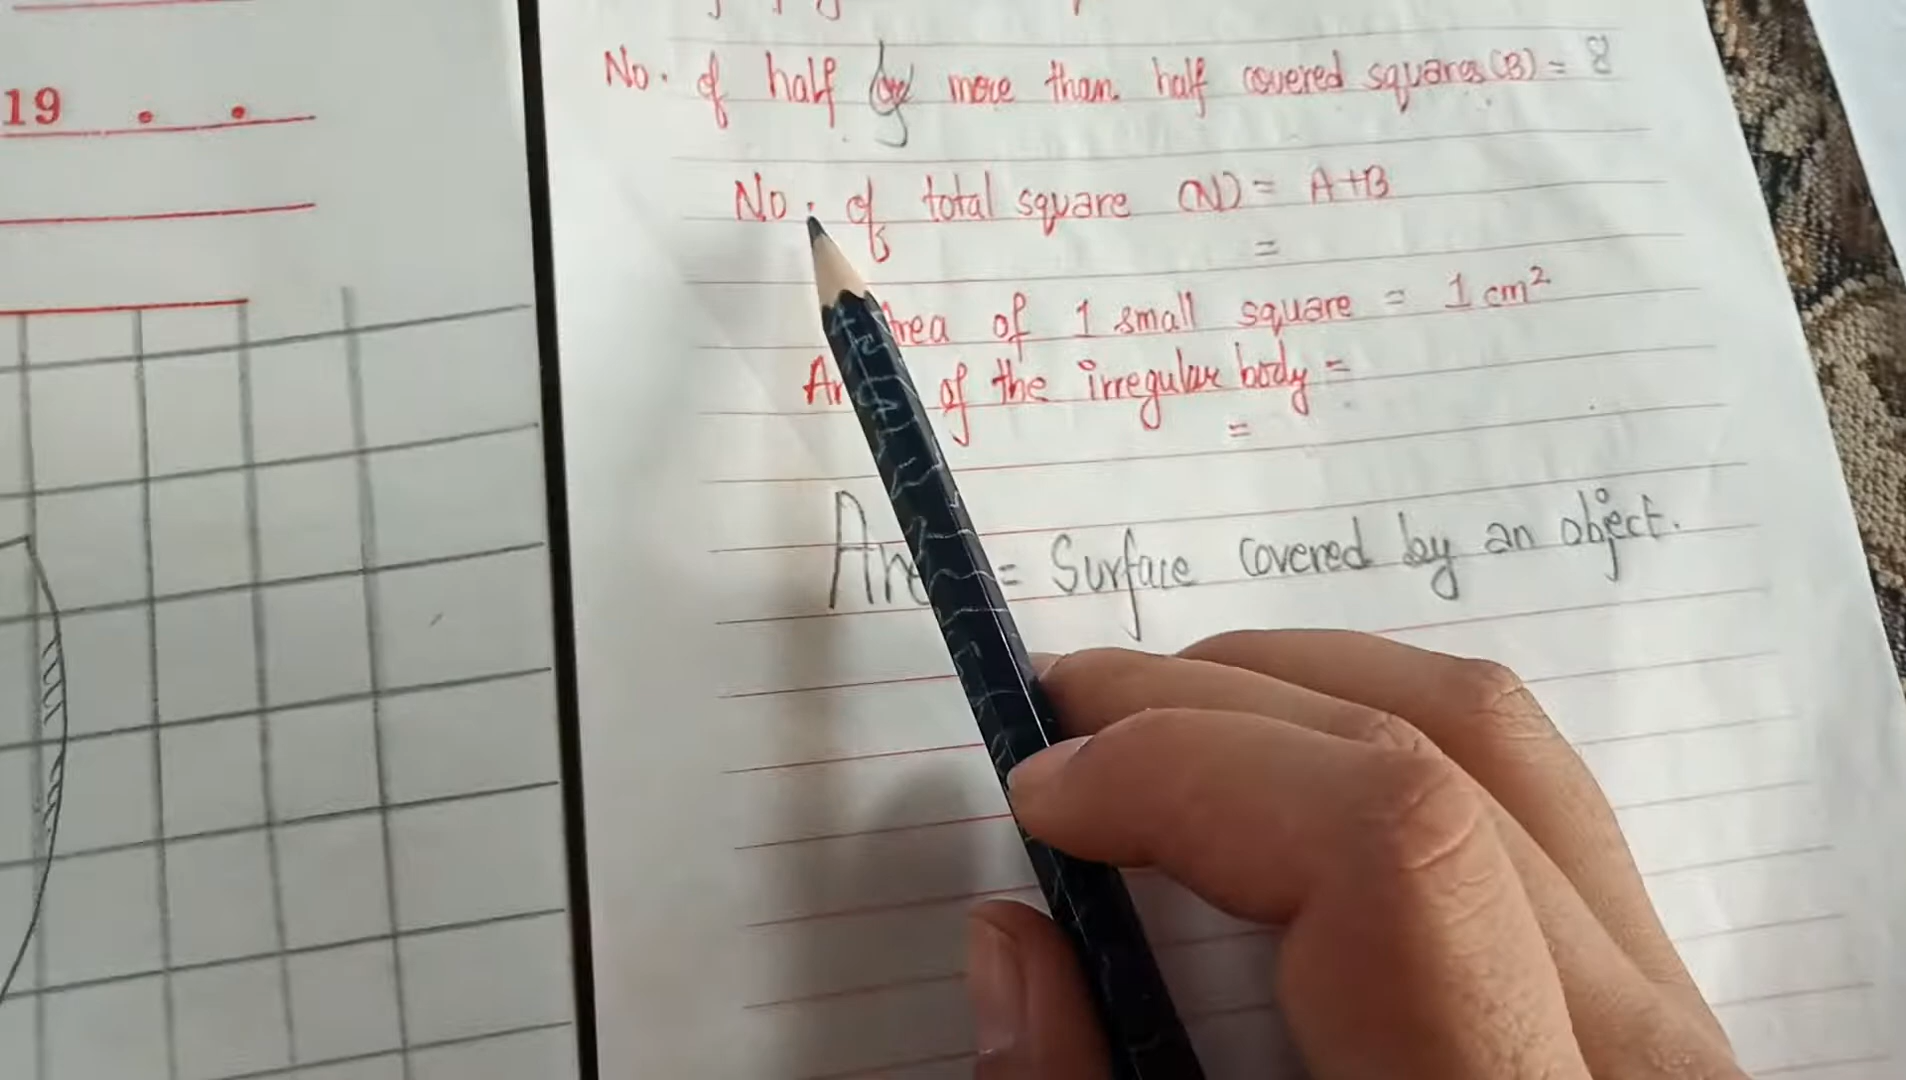 19 . .
No. of half or more than half covered squares (B) = 8
No. of total square (N) = A+B
=
Area of 1 small square = 1 cm²
of the irregular body =
=
= Surface covered by an object.